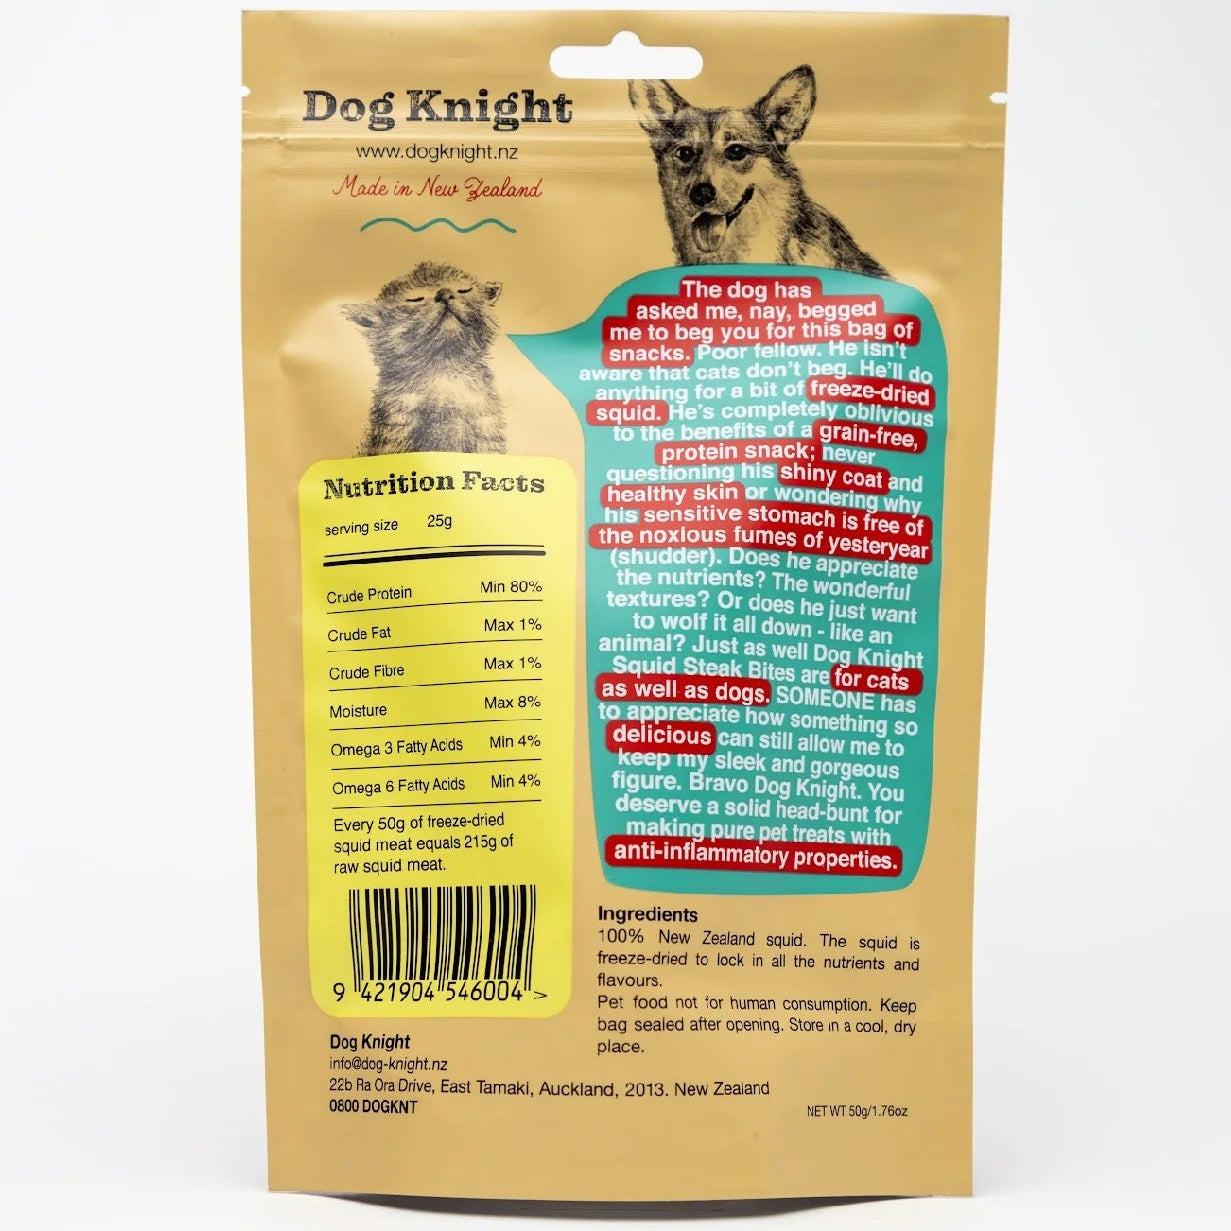 Dog Knight
www.dogknight.nz
Made in New Zealand
The dog has
asked me, nay, begged
me to beg you for this bag of
snacks. Poor fellow. He isn't
aware that cats don't beg. He'll do
anything for a bit of freeze-dried
squid. He's completely oblivious
to the benefits of a grain-free,
protein snack; never
questioning his shiny coat and
healthy skin or wondering why
his sensitive stomach is free of
the noxious fumes of yesteryear
(shudder). Does he appreciate
the nutrients? The wonderful
textures? Or does he just want
to wolf it all down - like an
animal? Just as well Dog Knight
Squid Steak Bites are for cats
as well as dogs. SOMEONE has
to appreciate how something so
delicious can still allow me to
keep my sleek and gorgeous
figure. Bravo Dog Knight. You
deserve a solid head-bunt for
making pure pet treats with
anti-inflammatory properties.
Nutrition Facts
serving size 25g
Crude Protein Min 80%
Crude Fat Max 1%
Crude Fibre Max 1%
Moisture Max 8%
Omega 3 Fatty Acids Min 4%
Omega 6 Fatty Acids Min 4%
Every 50g of freeze-dried
squid meat equals 215g of
raw squid meat.
9 421904 546004 >
Ingredients
100% New Zealand squid. The squid is
freeze-dried to lock in all the nutrients and
flavours.
Pet food not for human consumption. Keep
bag sealed after opening. Store in a cool, dry
place.
Dog Knight
info@dog-knight.nz
22b Ra Ora Drive, East Tamaki, Auckland, 2013. New Zealand
0800 DOGKNT
NET WT 50g/1.76oz